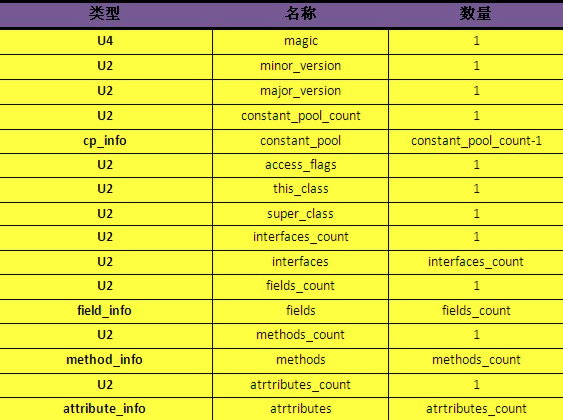 类型 名称 数量
U4 magic 1
U2 minor_version 1
U2 major_version 1
U2 constant_pool_count 1
cp_info constant_pool constant_pool_count-1
U2 access_flags 1
U2 this_class 1
U2 super_class 1
U2 interfaces_count 1
U2 interfaces interfaces_count
U2 fields_count 1
field_info fields fields_count
U2 methods_count 1
method_info methods methods_count
U2 atrtributes_count 1
attribute_info atrtributes atrtributes_count